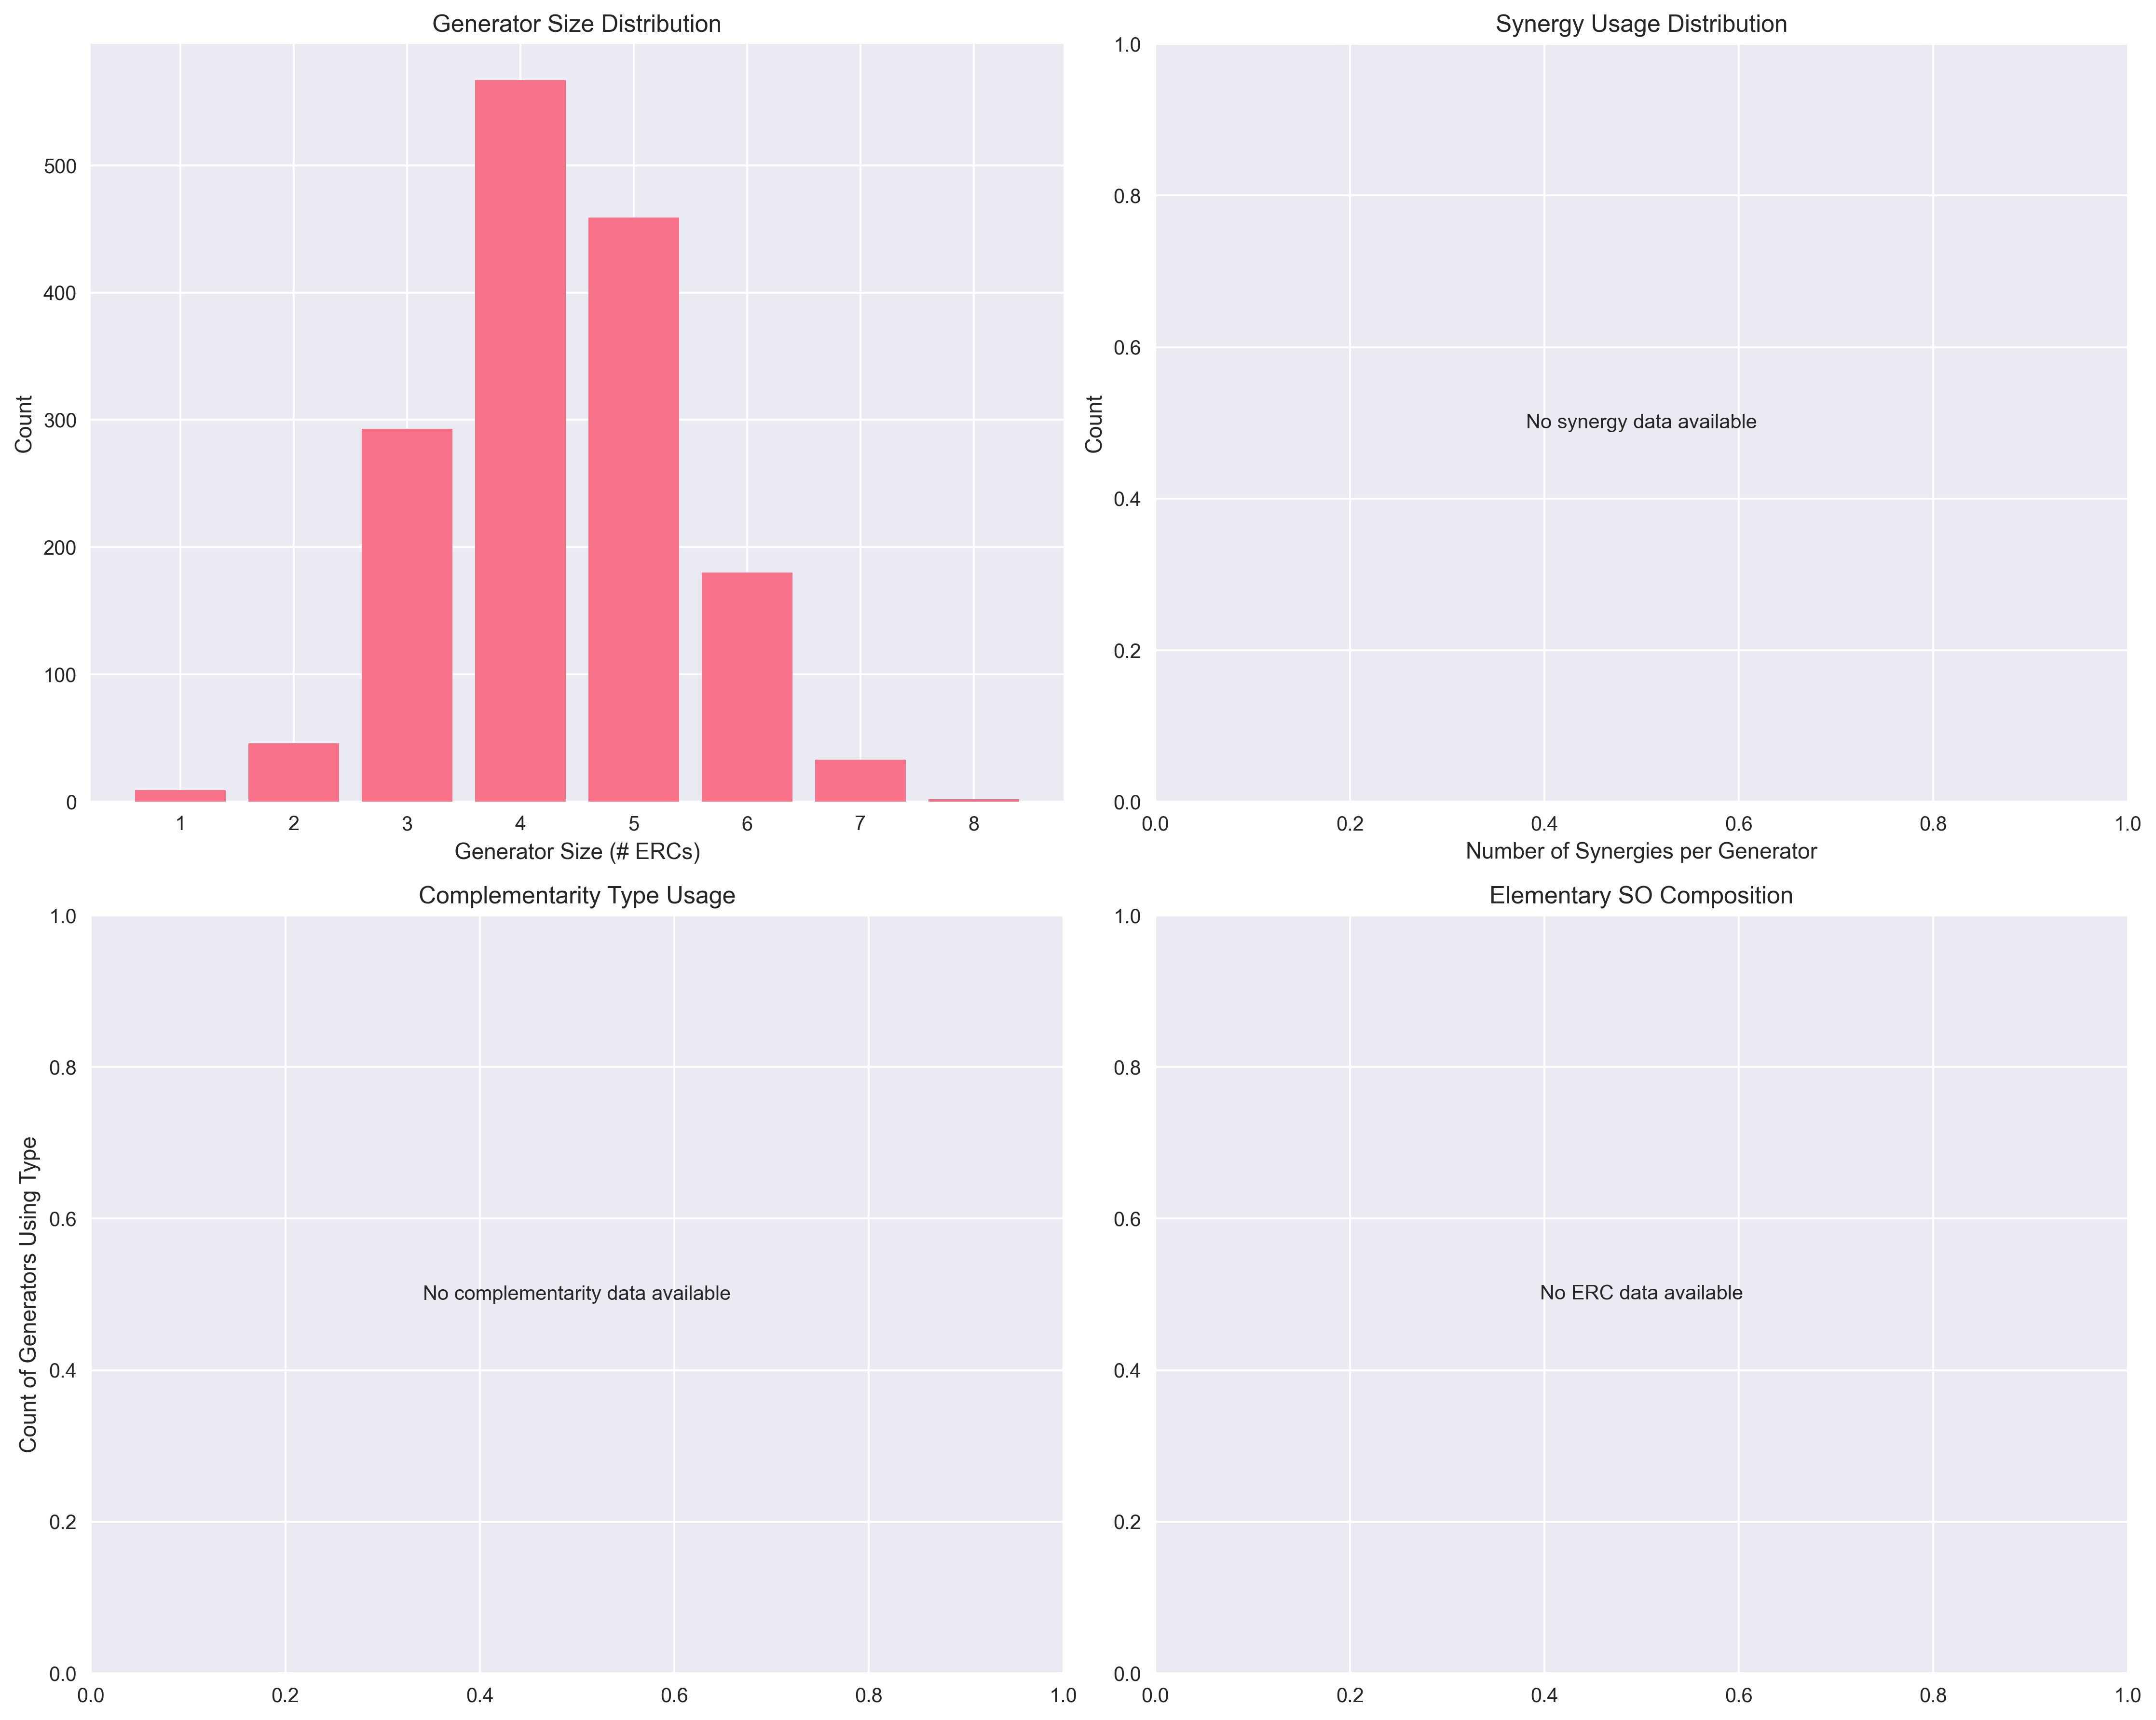 Generator Size Distribution
Count
500
400
300
200
100
0
1 2 3 4 5 6 7 8
Generator Size (# ERCs)
Synergy Usage Distribution
Count
1.0
0.8
0.6
0.4
0.2
0.0
No synergy data available
0.0 0.2 0.4 0.6 0.8 1.0
Number of Synergies per Generator
Complementarity Type Usage
Count of Generators Using Type
1.0
0.8
0.6
0.4
0.2
0.0
No complementarity data available
0.0 0.2 0.4 0.6 0.8 1.0
Elementary SO Composition
1.0
0.8
0.6
0.4
0.2
0.0
No ERC data available
0.0 0.2 0.4 0.6 0.8 1.0